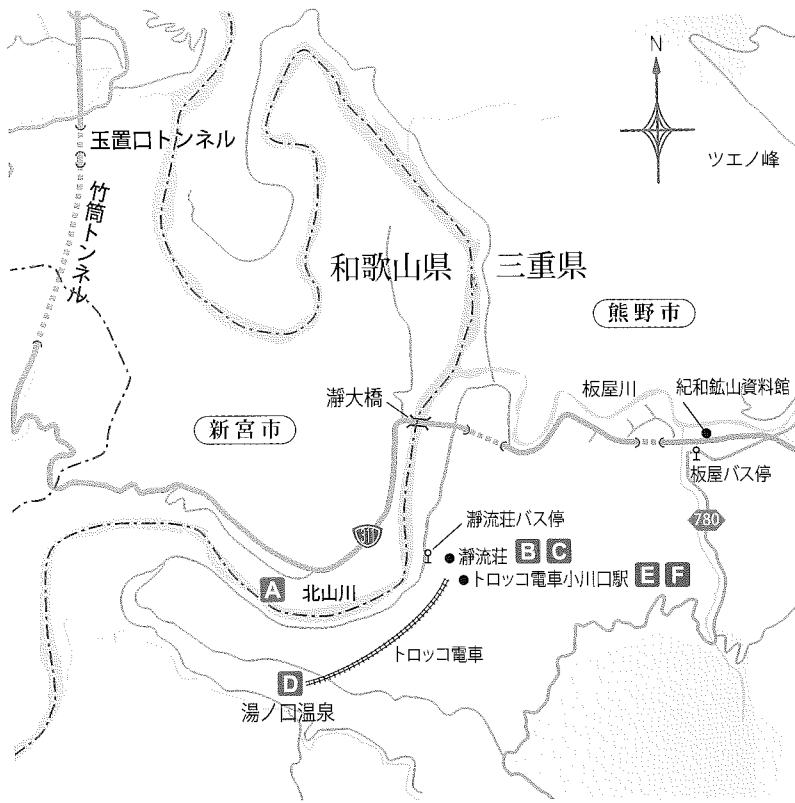 N
玉置口トンネル
ツエノ峰
竹筒トンネル
和歌山県
三重県
熊野市
板屋川
紀和鉱山資料館
瀞大橋
新宮市
板屋バス停
瀞流荘バス停
780
311
瀞流荘 B C
トロッコ電車小川口駅 E F
A
北山川
トロッコ電車
D
湯ノ口温泉